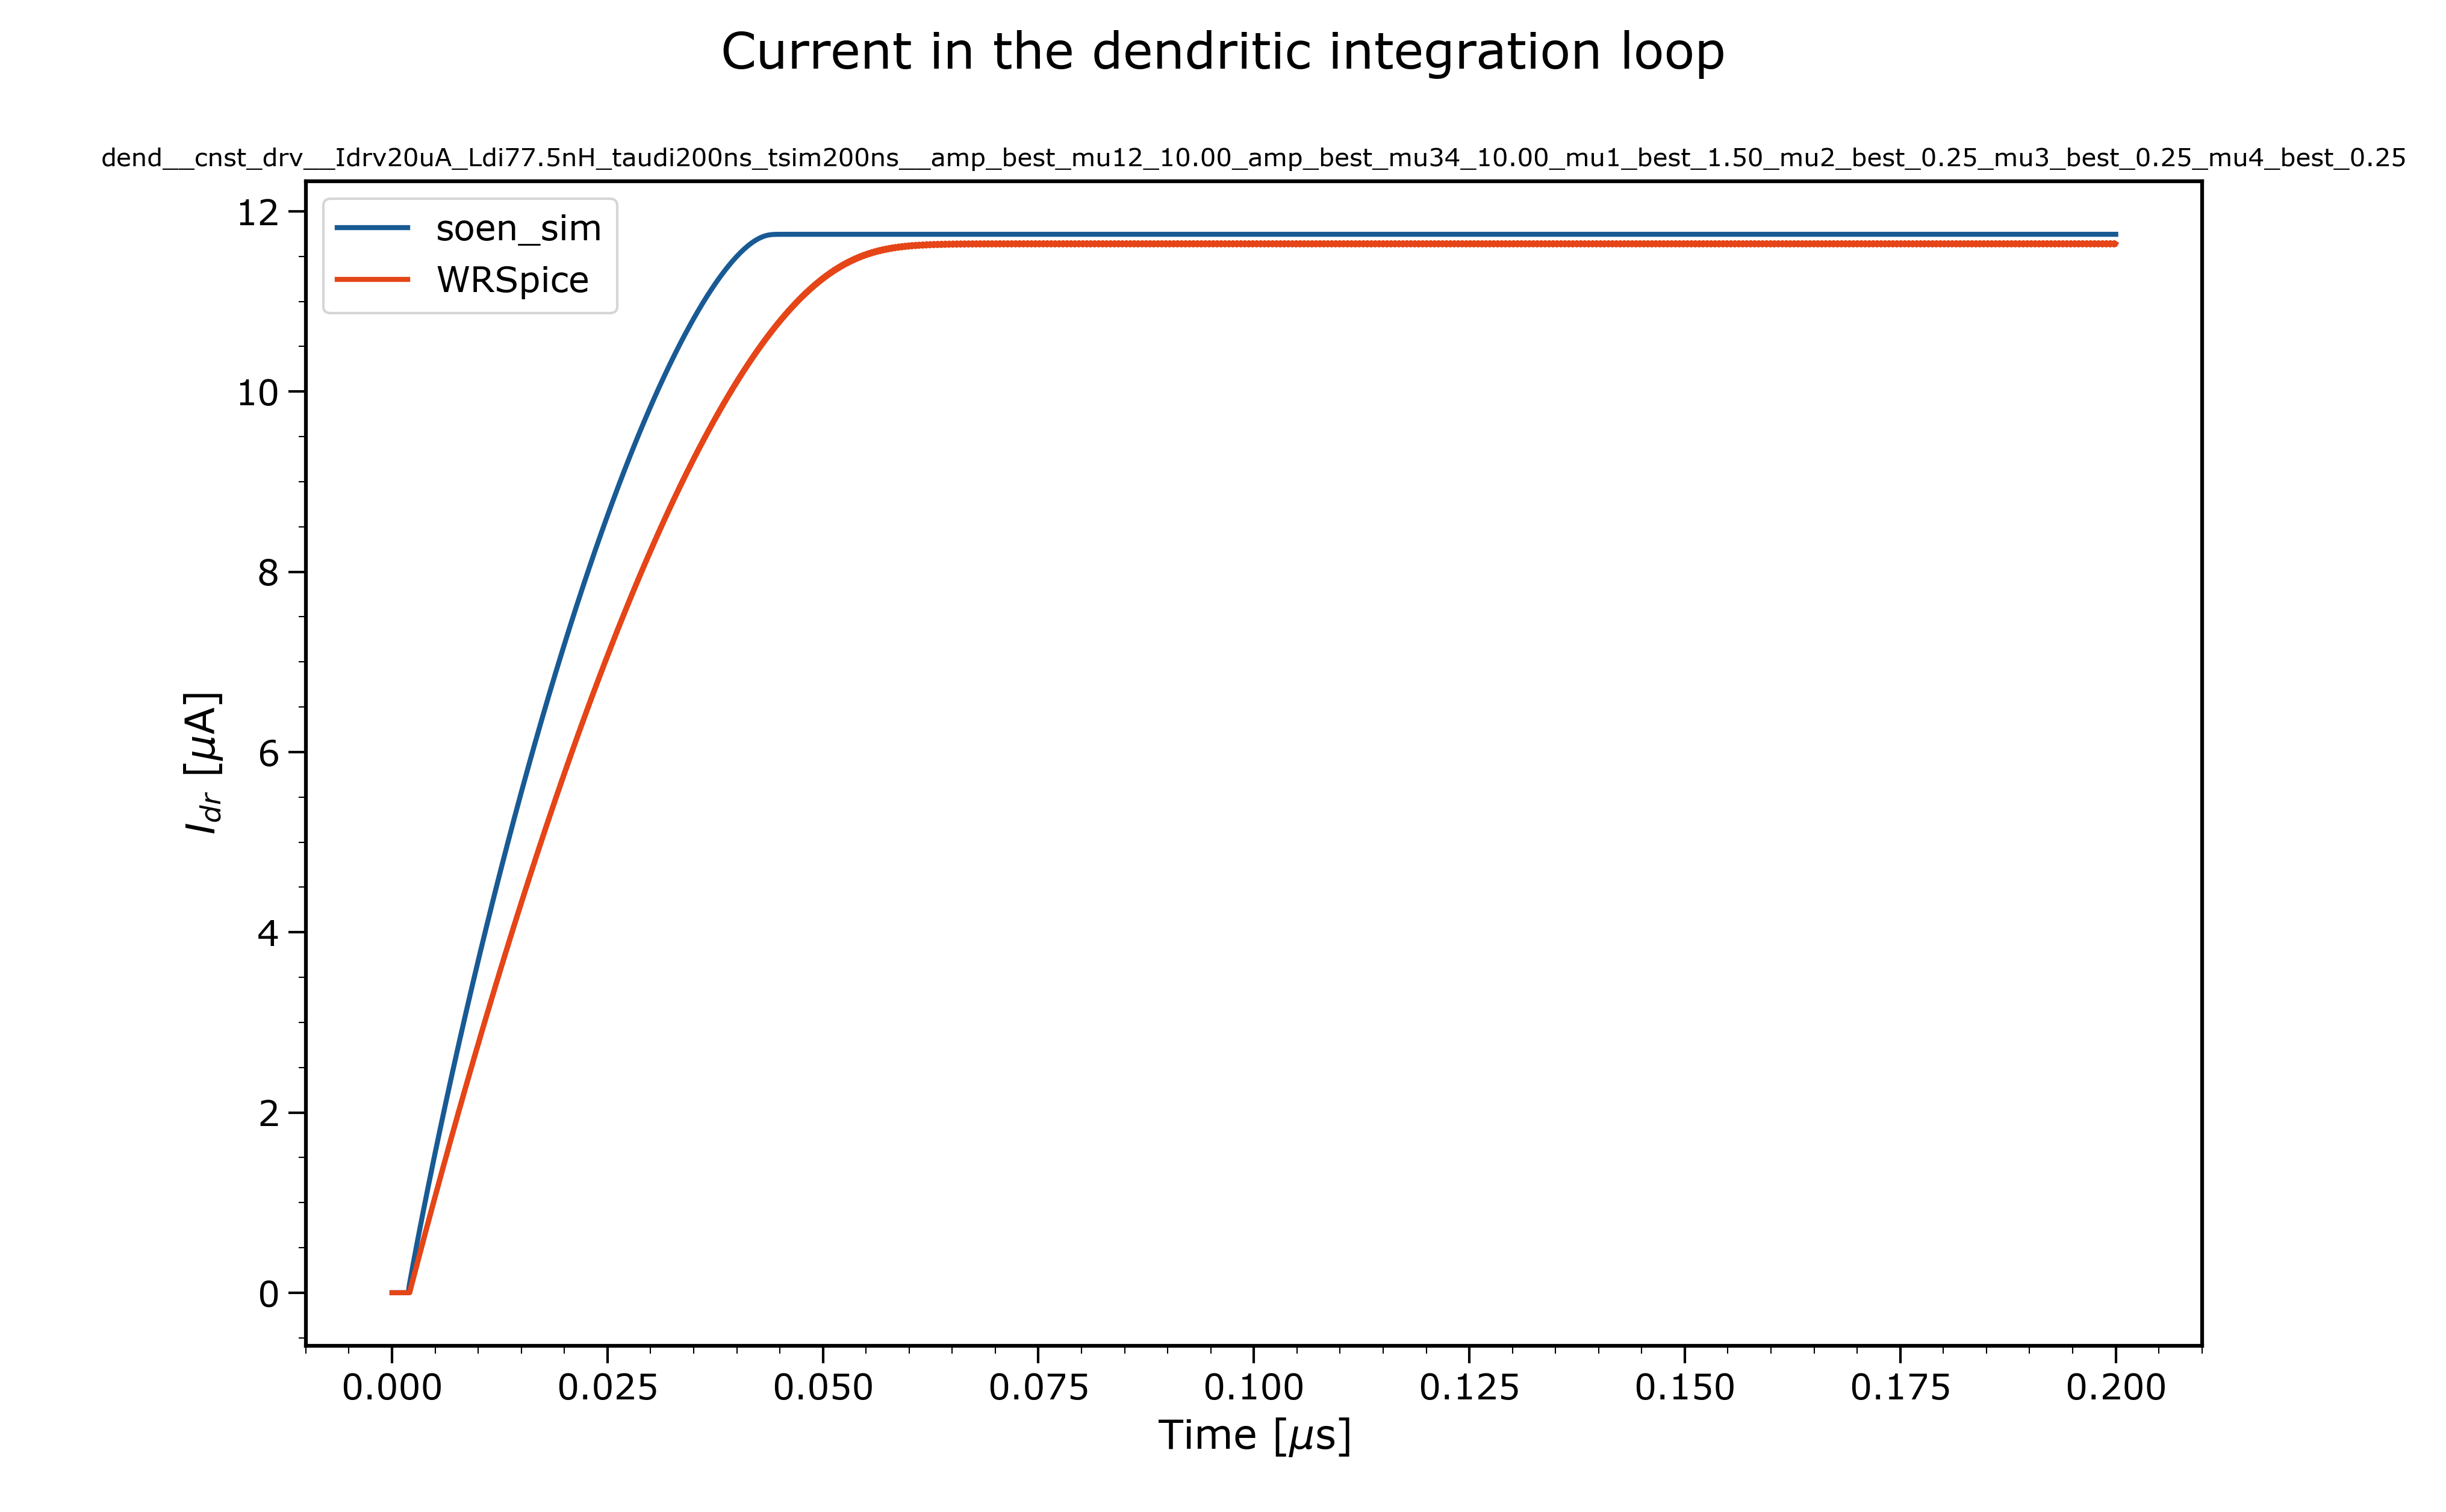 Current in the dendritic integration loop
dend__cnst_drv__Idrv20uA_Ldi77.5nH_taudi200ns_tsim200ns__amp_best_mu12_10.00_amp_best_mu34_10.00_mu1_best_1.50_mu2_best_0.25_mu3_best_0.25_mu4_best_0.25
soen_sim
WRSpice
12
10
8
6
4
2
0
I_dr [μA]
0.000 0.025 0.050 0.075 0.100 0.125 0.150 0.175 0.200
Time [μs]